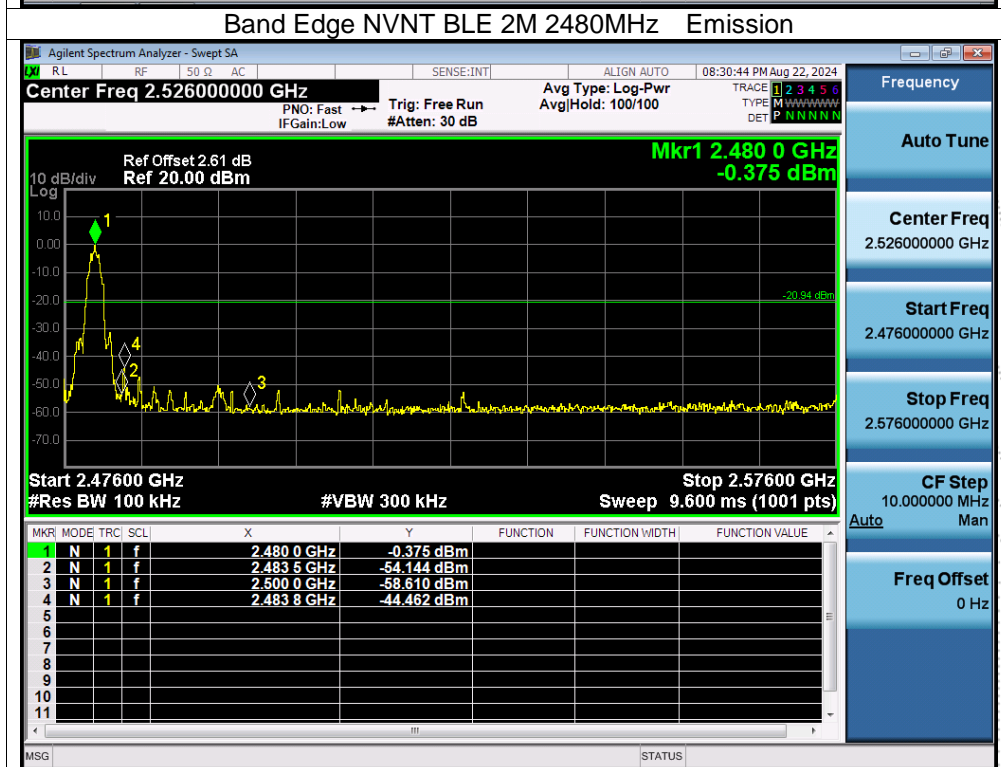 Band Edge NVNT BLE 2M 2480MHz Emission
Agilent Spectrum Analyzer - Swept SA
LXI RL RF 50 Ω AC SENSE:INT ALIGN AUTO 08:30:44 PM Aug 22, 2024
Center Freq 2.526000000 GHz
PNO: Fast
IFGain:Low
Trig: Free Run
#Atten: 30 dB
Avg Type: Log-Pwr
Avg|Hold: 100/100
TRACE 1 2 3 4 5 6
TYPE M WWWWW
DET P N N N N N
Ref Offset 2.61 dB
Ref 20.00 dBm
10 dB/div
Log
Mkr1 2.480 0 GHz
-0.375 dBm
10.0
0.00
-10.0
-20.0
-30.0
-40.0
-50.0
-60.0
-70.0
1
4
2
3
-20.94 dBm
Start 2.47600 GHz Stop 2.57600 GHz
#Res BW 100 kHz #VBW 300 kHz Sweep 9.600 ms (1001 pts)
MKR MODE TRC SCL X Y FUNCTION FUNCTION WIDTH FUNCTION VALUE
1 N 1 f 2.480 0 GHz -0.375 dBm
2 N 1 f 2.483 5 GHz -54.144 dBm
3 N 1 f 2.500 0 GHz -58.610 dBm
4 N 1 f 2.483 8 GHz -44.462 dBm
5
6
7
8
9
10
11
MSG STATUS
Frequency
Auto Tune
Center Freq
2.526000000 GHz
Start Freq
2.476000000 GHz
Stop Freq
2.576000000 GHz
CF Step
10.000000 MHz
Auto Man
Freq Offset
0 Hz